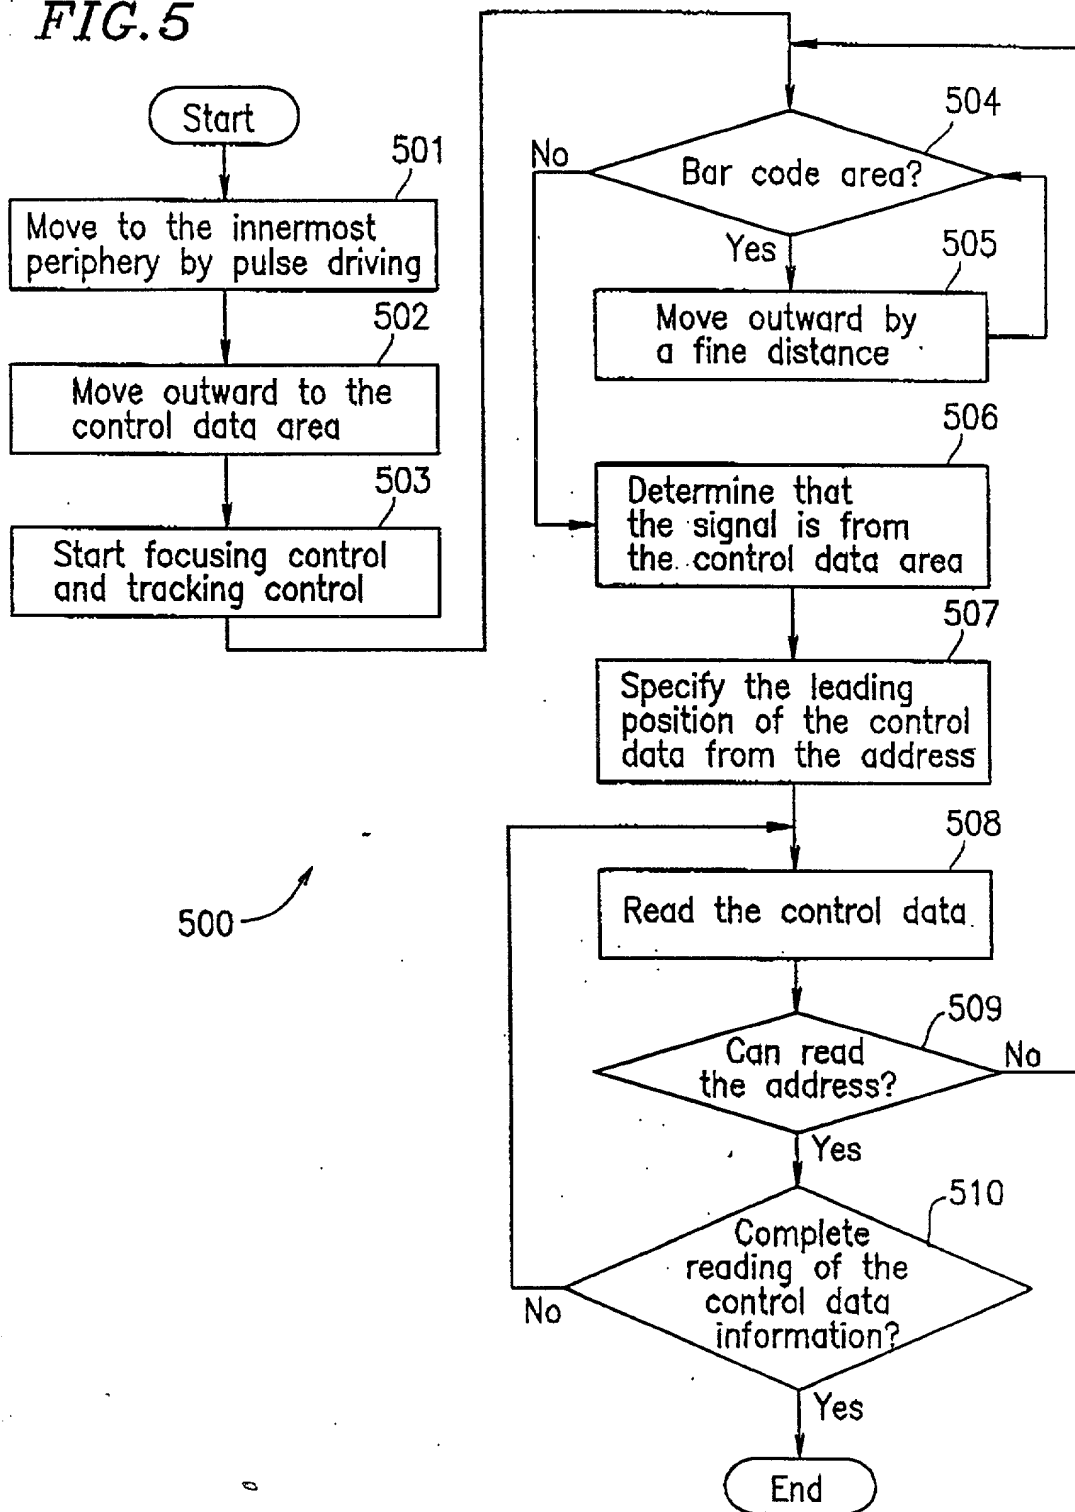 FIG.5
Start
501
Move to the innermost
periphery by pulse driving
502
Move outward to the
control data area
503
Start focusing control
and tracking control
504
Bar code area?
No
Yes
505
Move outward by
a fine distance
506
Determine that
the signal is from
the control data area
507
Specify the leading
position of the control
data from the address
508
Read the control data
500
509
Can read
the address?
No
Yes
510
Complete
reading of the
control data
information?
No
Yes
End